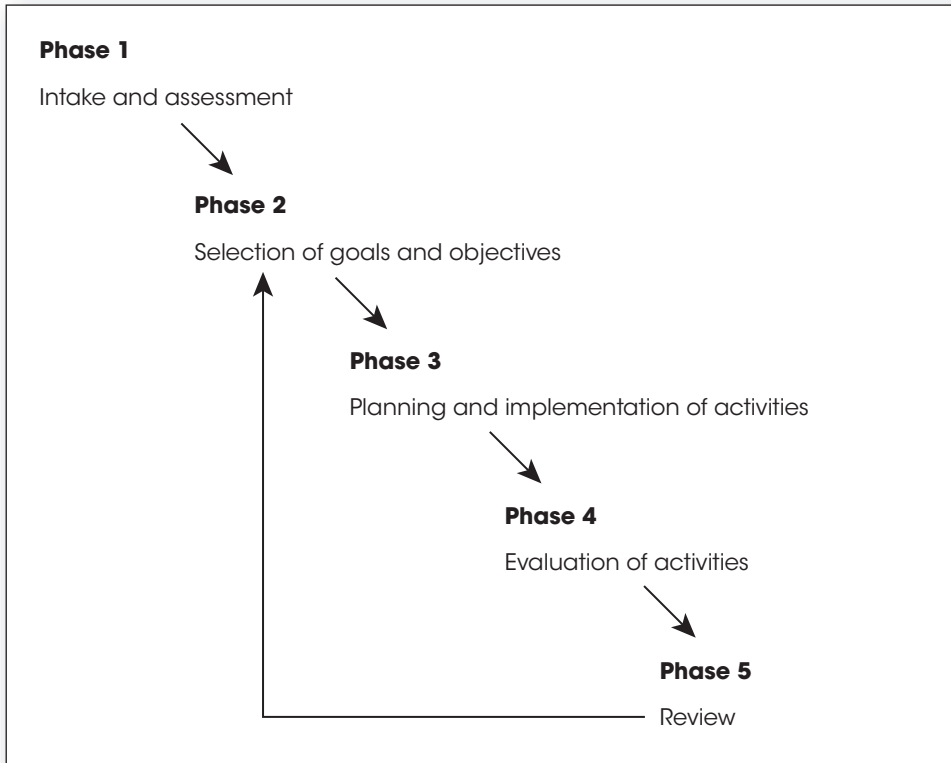 Phase 1
Intake and assessment
Phase 2
Selection of goals and objectives
Phase 3
Planning and implementation of activities
Phase 4
Evaluation of activities
Phase 5
Review